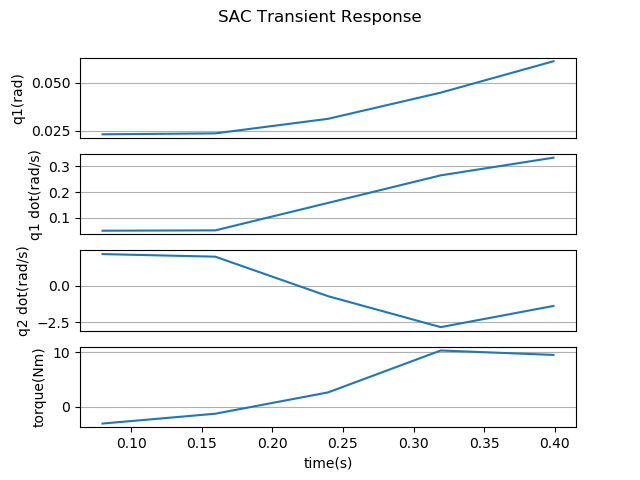 SAC Transient Response
q1(rad)
0.050
0.025
q1 dot(rad/s)
0.3
0.2
0.1
q2 dot(rad/s)
0.0
−2.5
torque(Nm)
10
0
0.10 0.15 0.20 0.25 0.30 0.35 0.40
time(s)